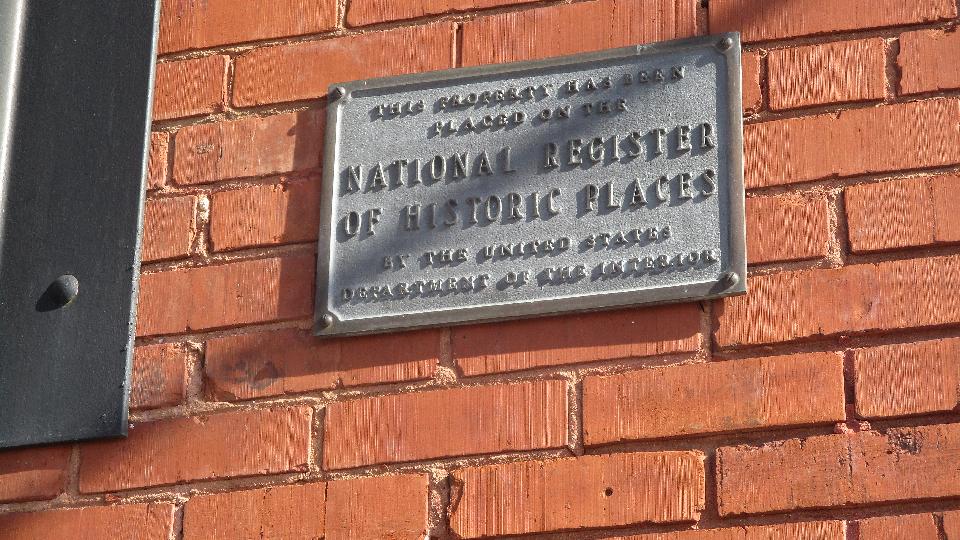 THIS PROPERTY HAS BEEN
PLACED ON THE
NATIONAL REGISTER
OF HISTORIC PLACES
BY THE UNITED STATES
DEPARTMENT OF THE INTERIOR